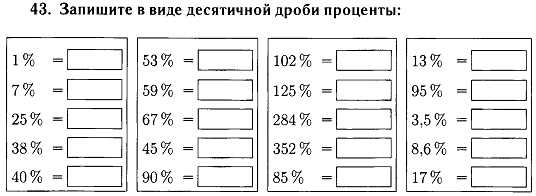 43. Запишите в виде десятичной дроби проценты:
1 % = 53 % = 102 % = 13 % =
7 % = 59 % = 125 % = 95 % =
25 % = 67 % = 284 % = 3,5 % =
38 % = 45 % = 352 % = 8,6 % =
40 % = 90 % = 85 % = 17 % =